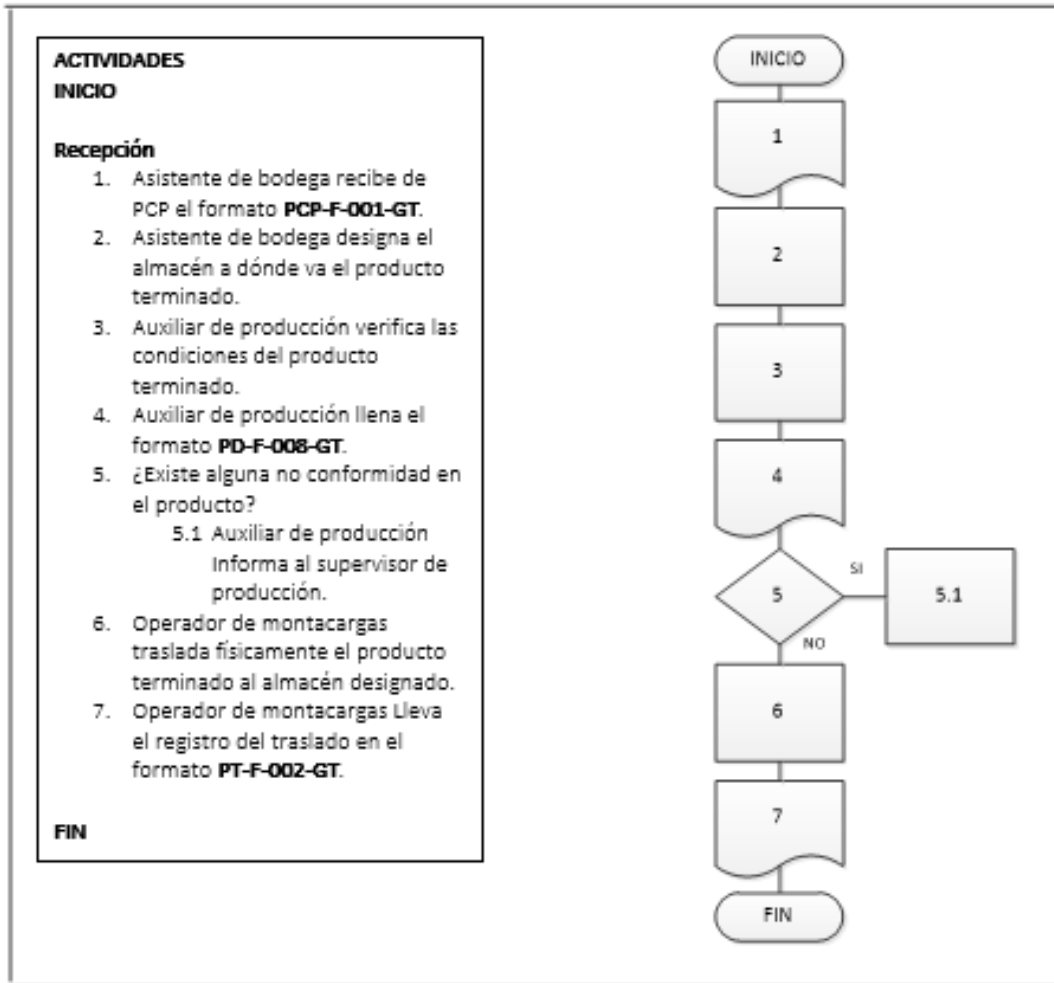 ACTIVIDADES
INICIO
Recepción
1. Asistente de bodega recibe de
PCP el formato PCP-F-001-GT.
2. Asistente de bodega designa el
almacén a dónde va el producto
terminado.
3. Auxiliar de producción verifica las
condiciones del producto
terminado.
4. Auxiliar de producción llena el
formato PD-F-008-GT.
5. ¿Existe alguna no conformidad en
el producto?
5.1 Auxiliar de producción
Informa al supervisor de
producción.
6. Operador de montacargas
traslada físicamente el producto
terminado al almacén designado.
7. Operador de montacargas Lleva
el registro del traslado en el
formato PT-F-002-GT.
FIN
INICIO
1
2
3
4
5
SI
5.1
NO
6
7
FIN